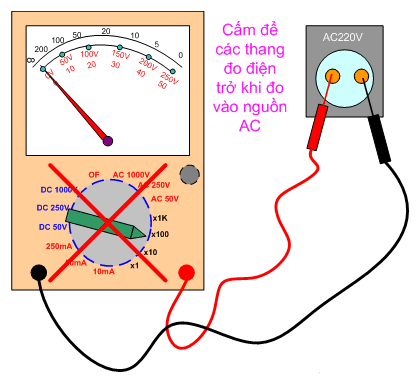 Cấm để
các thang
đo điện
trở khi đo
vào nguồn
AC
AC220V
∞ 200 100 20 5 0
0V 50V 100V 150V 200V 250V
10 20 30 40 50
OF
AC 1000V
AC 250V
AC 50V
x1K
x100
x10
x1
10mA
250mA
DC 50V
DC 250V
DC 1000V